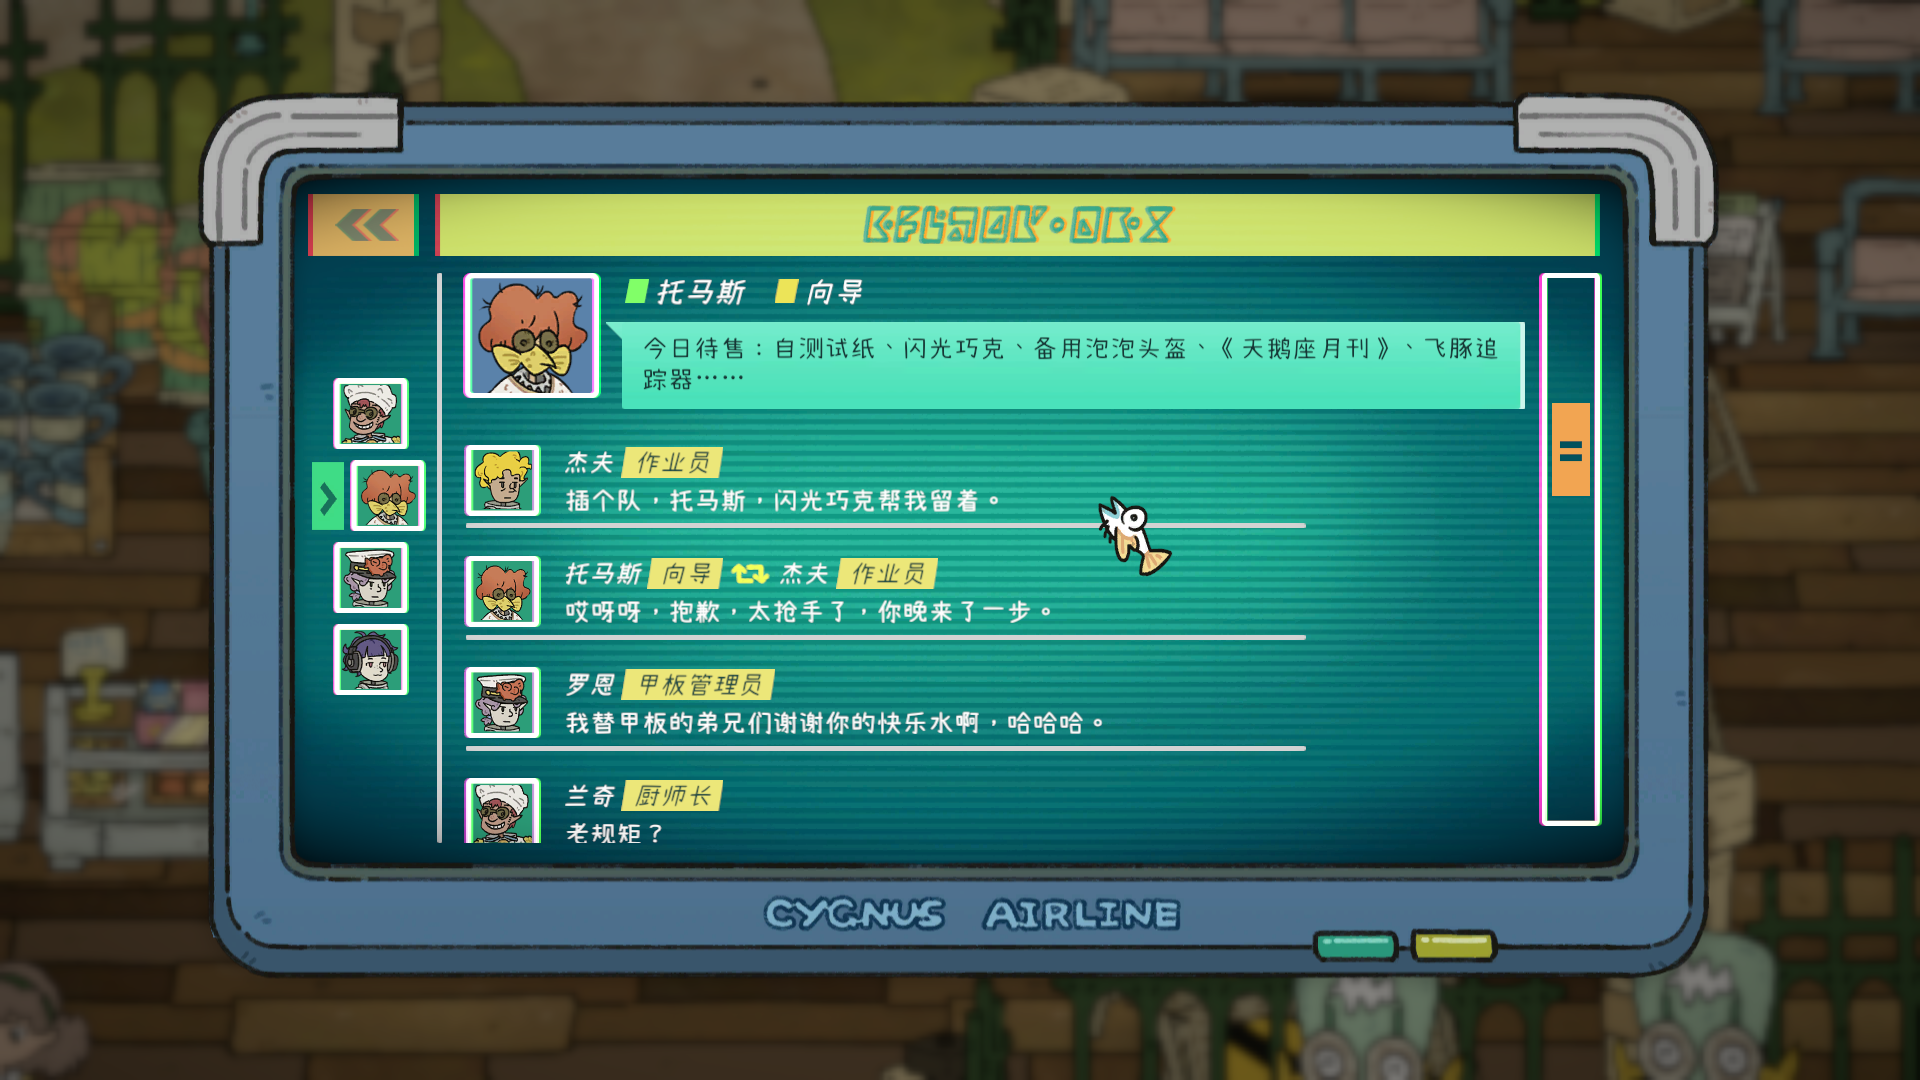 托马斯 向导
今日待售：自测试纸、闪光巧克、备用泡泡头盔、《天鹅座月刊》、飞豚追
踪器……
杰夫 作业员
插个队，托马斯，闪光巧克帮我留着。
托马斯 向导 杰夫 作业员
哎呀呀，抱歉，太抢手了，你晚来了一步。
罗恩 甲板管理员
我替甲板的弟兄们谢谢你的快乐水啊，哈哈哈。
兰奇 厨师长
老规矩？
CYGNUS AIRLINE